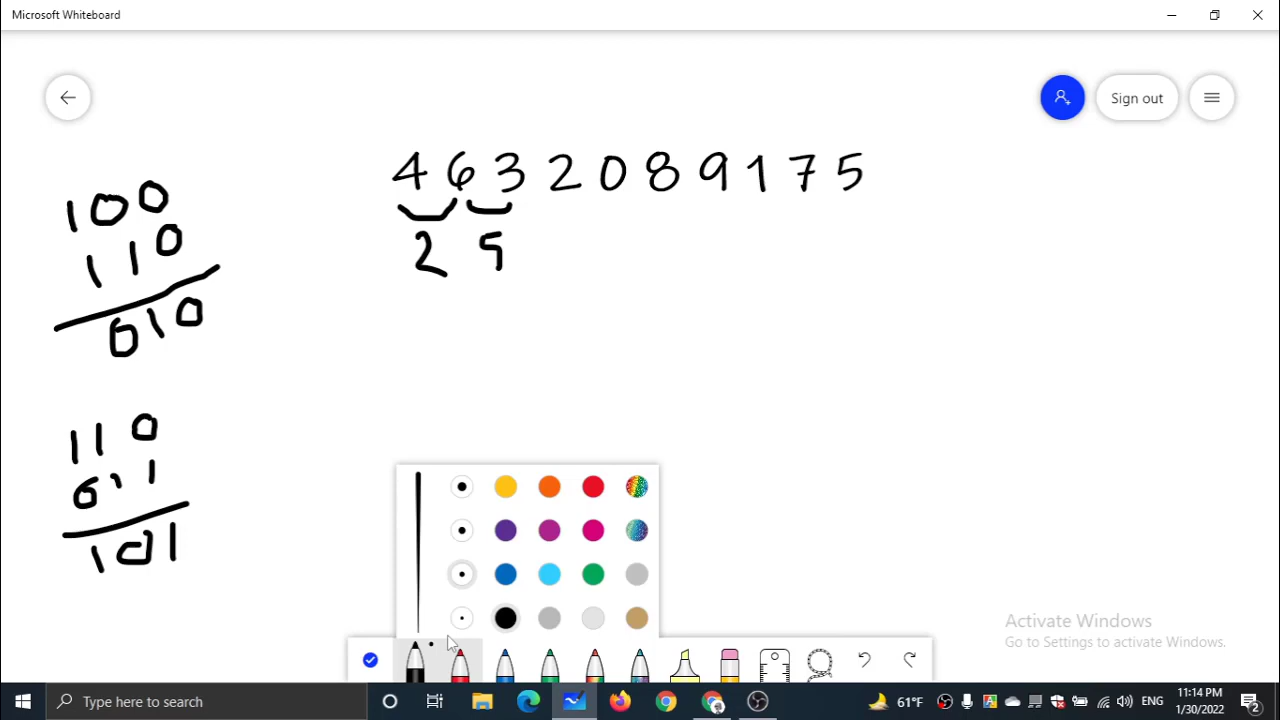 Microsoft Whiteboard
Sign out
4 6 3 2 0 8 9 1 7 5
2 5
100
110
010
110
011
101
Activate Windows
Go to Settings to activate Windows.
Type here to search
61°F
ENG
11:14 PM
1/30/2022
2